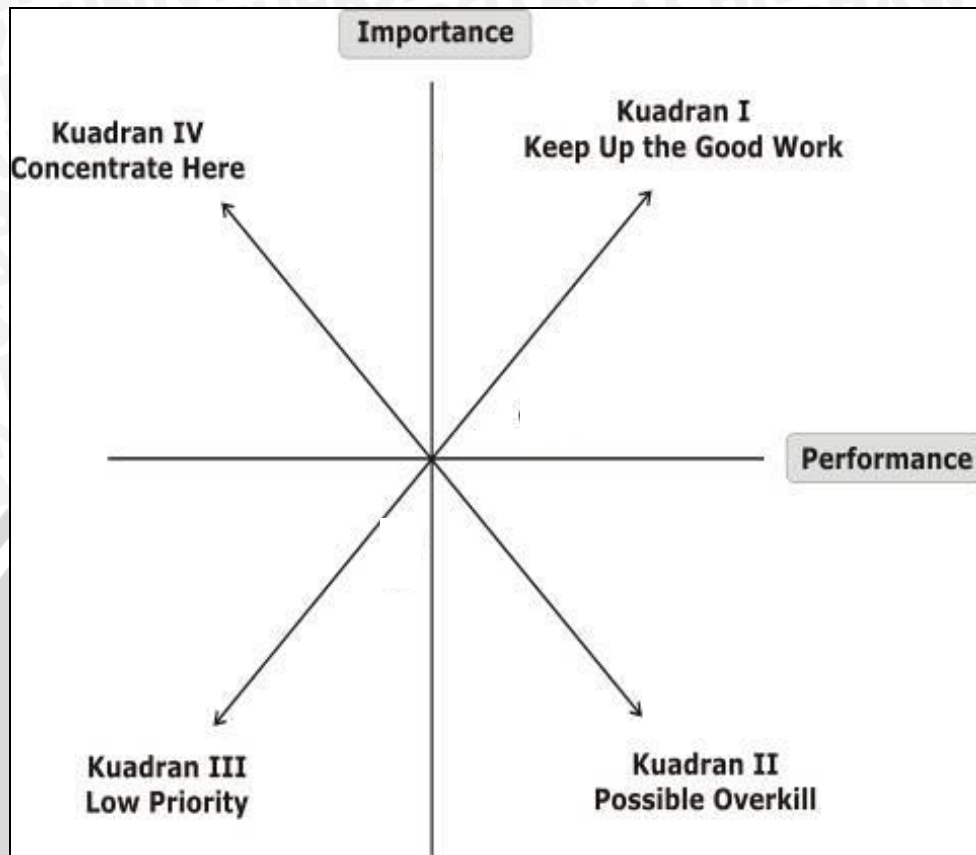 Importance
Kuadran IV
Concentrate Here
Kuadran I
Keep Up the Good Work
Performance
Kuadran III
Low Priority
Kuadran II
Possible Overkill